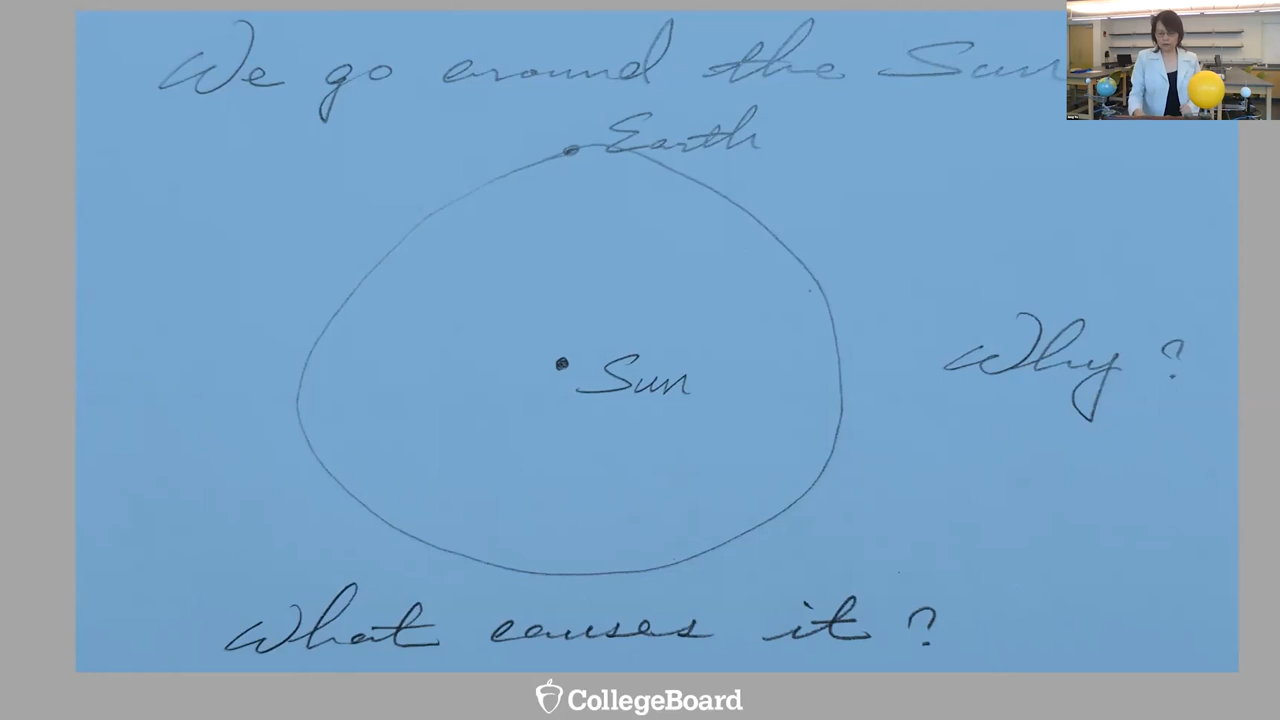 We go around the Sun
Earth
Sun
Why?
What causes it?
CollegeBoard